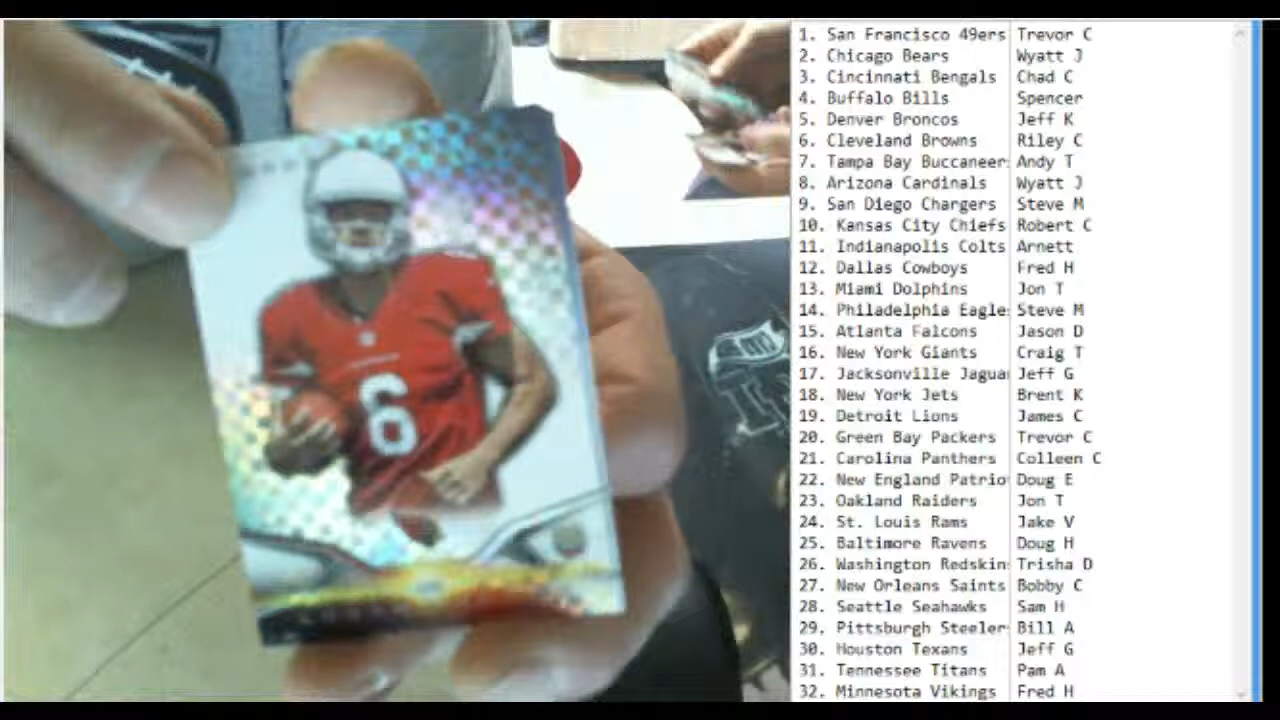 6
1. San Francisco 49ers Trevor C
2. Chicago Bears Wyatt J
3. Cincinnati Bengals Chad C
4. Buffalo Bills Spencer
5. Denver Broncos Jeff K
6. Cleveland Browns Riley C
7. Tampa Bay Buccaneer Andy T
8. Arizona Cardinals Wyatt J
9. San Diego Chargers Steve M
10. Kansas City Chiefs Robert C
11. Indianapolis Colts Arnett
12. Dallas Cowboys Fred H
13. Miami Dolphins Jon T
14. Philadelphia Eagle Steve M
15. Atlanta Falcons Jason D
16. New York Giants Craig T
17. Jacksonville Jagua Jeff G
18. New York Jets Brent K
19. Detroit Lions James C
20. Green Bay Packers Trevor C
21. Carolina Panthers Colleen C
22. New England Patrio Doug E
23. Oakland Raiders Jon T
24. St. Louis Rams Jake V
25. Baltimore Ravens Doug H
26. Washington Redskin Trisha D
27. New Orleans Saints Bobby C
28. Seattle Seahawks Sam H
29. Pittsburgh Steeler Bill A
30. Houston Texans Jeff G
31. Tennessee Titans Pam A
32. Minnesota Vikings Fred H